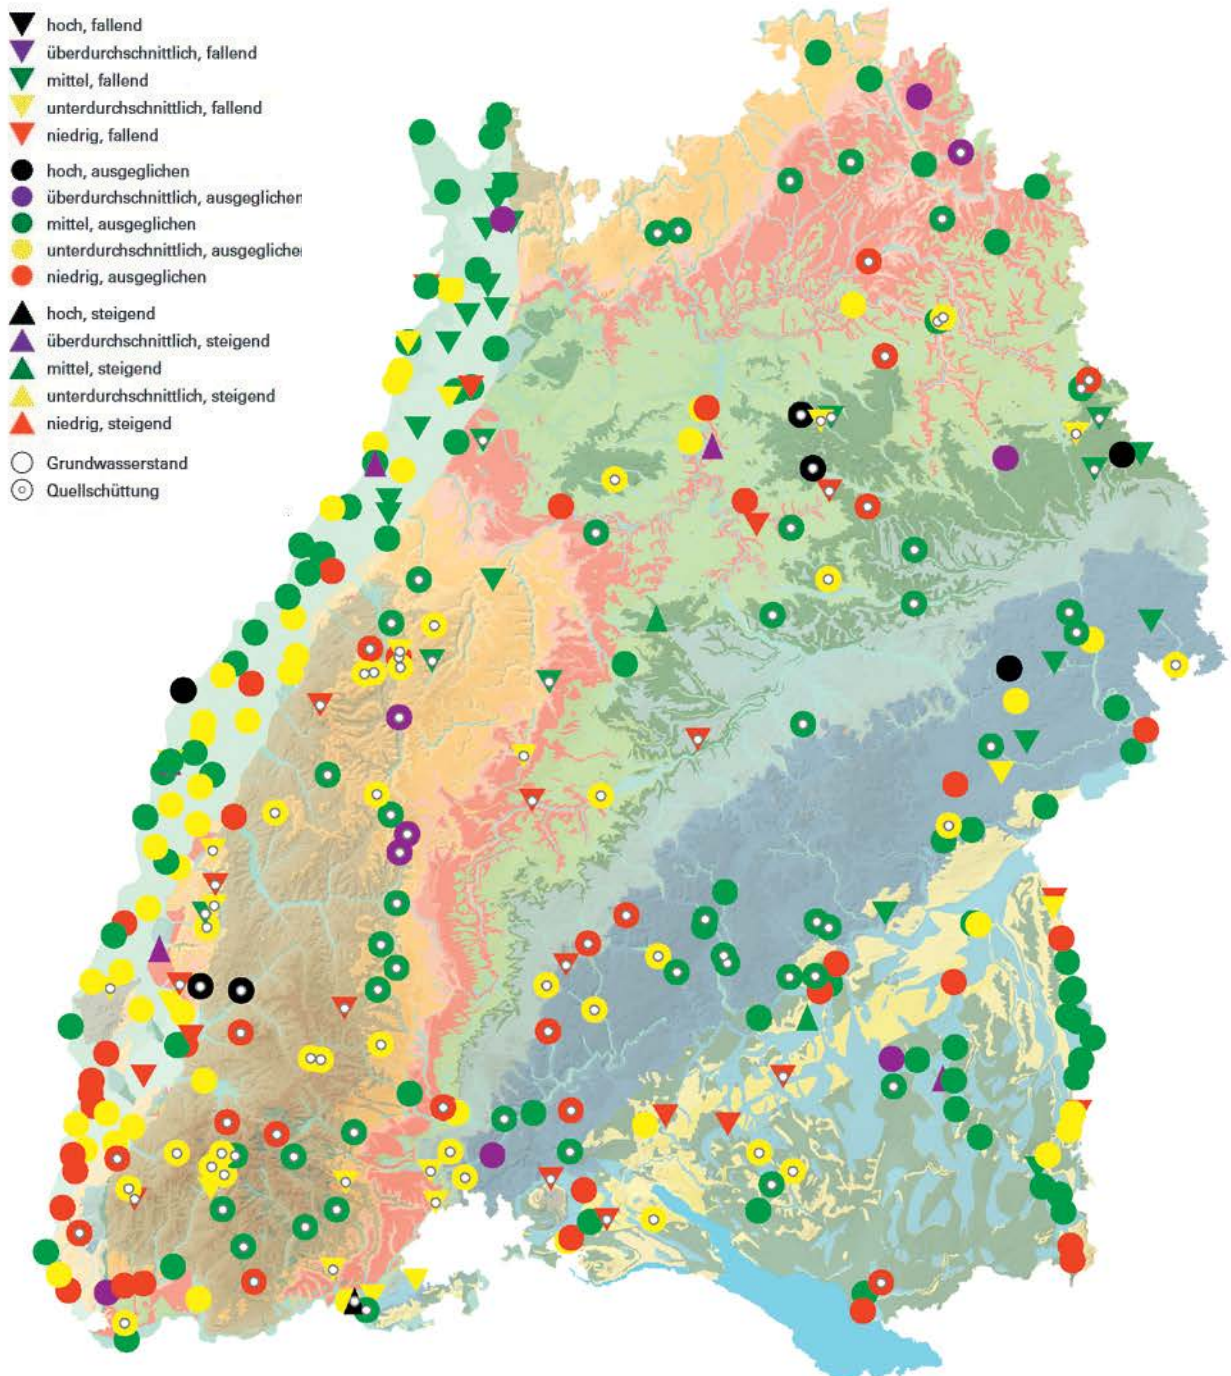 hoch, fallend
überdurchschnittlich, fallend
mittel, fallend
unterdurchschnittlich, fallend
niedrig, fallend
hoch, ausgeglichen
überdurchschnittlich, ausgeglichen
mittel, ausgeglichen
unterdurchschnittlich, ausgegliche
niedrig, ausgeglichen
hoch, steigend
überdurchschnittlich, steigend
mittel, steigend
unterdurchschnittlich, steigend
niedrig, steigend
Grundwasserstand
Quellschüttung